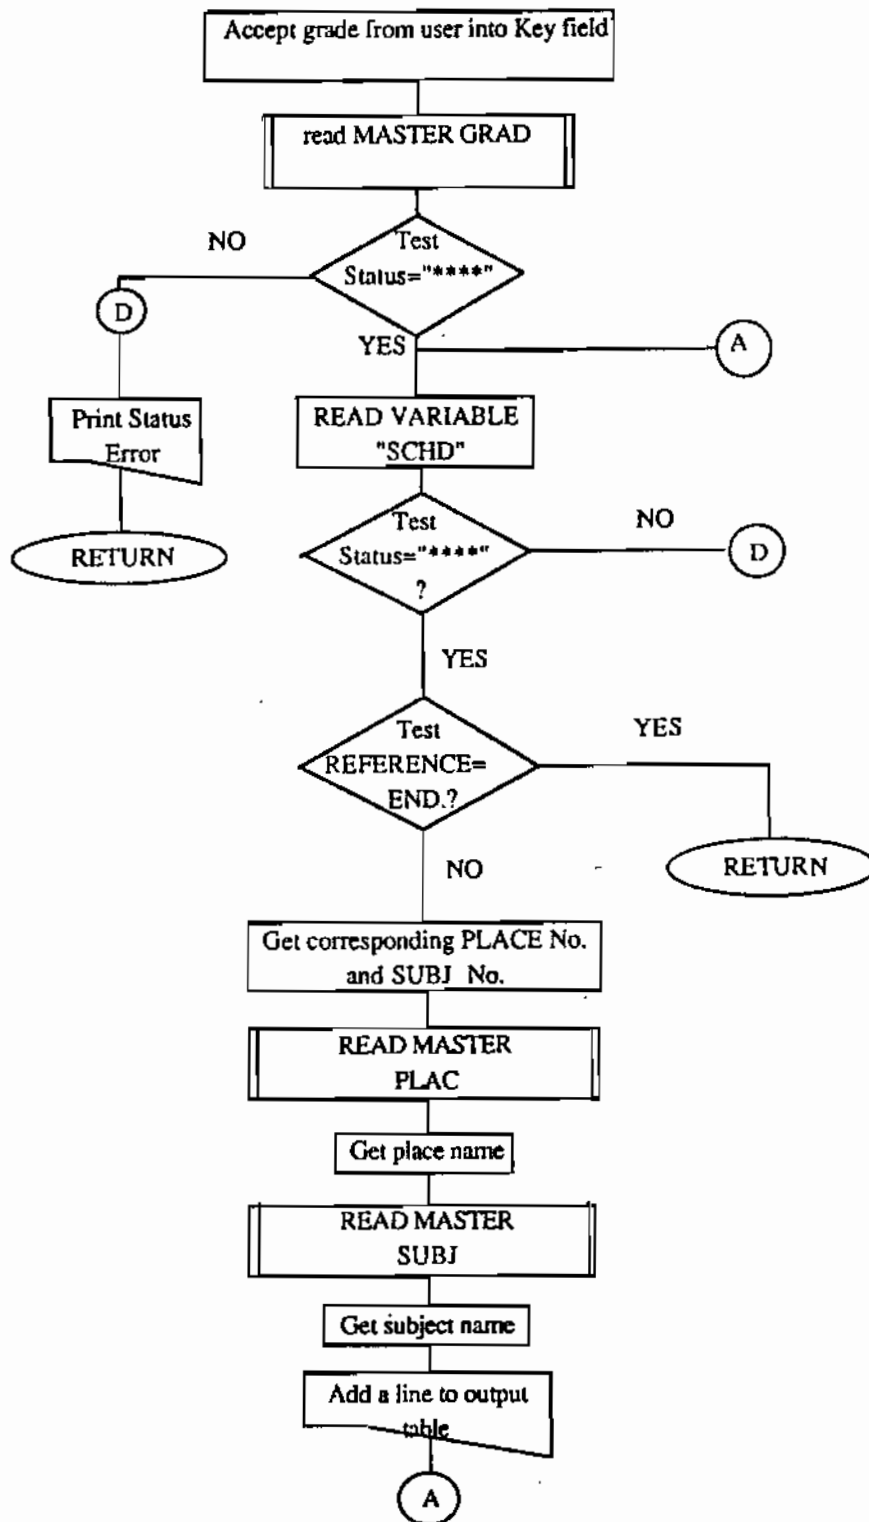 Accept grade from user into Key field
read MASTER GRAD
NO
Test
Status="****"
D
YES
A
Print Status
Error
READ VARIABLE
"SCHD"
RETURN
Test
Status="****"
?
NO
D
YES
Test
REFERENCE=
END.?
YES
NO
RETURN
Get corresponding PLACE No.
and SUBJ No.
READ MASTER
PLAC
Get place name
READ MASTER
SUBJ
Get subject name
Add a line to output
table
A